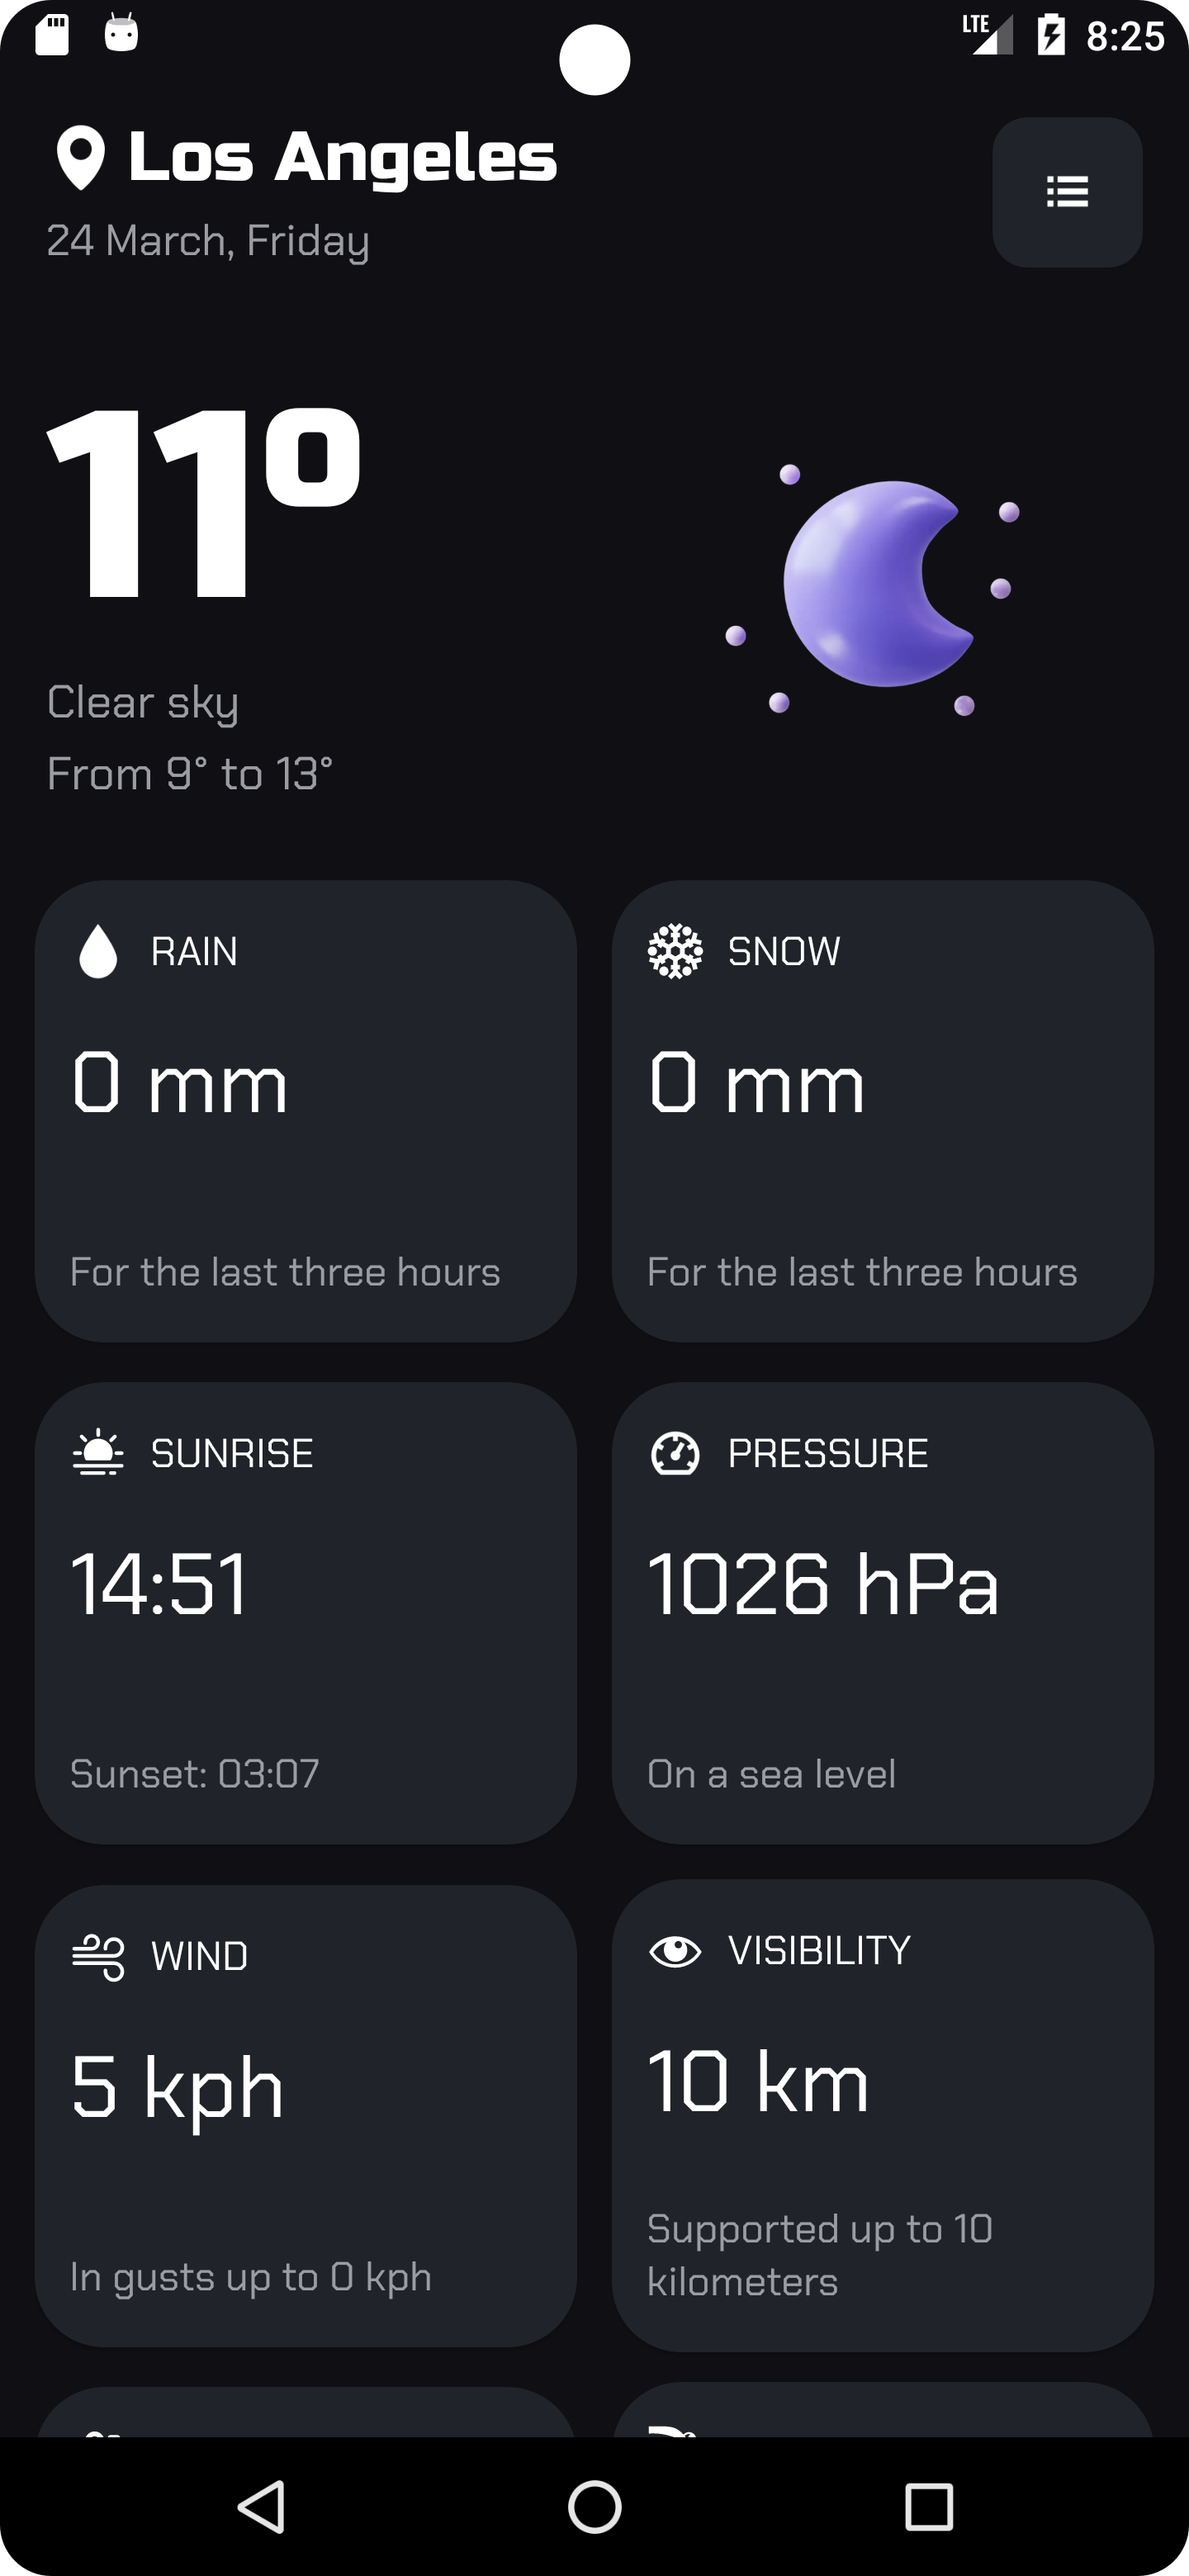 LTE 8:25
Los Angeles
24 March, Friday
11º
Clear sky
From 9° to 13°
RAIN
0 mm
For the last three hours
SNOW
0 mm
For the last three hours
SUNRISE
14:51
Sunset: 03:07
PRESSURE
1026 hPa
On a sea level
WIND
5 kph
In gusts up to 0 kph
VISIBILITY
10 km
Supported up to 10
kilometers